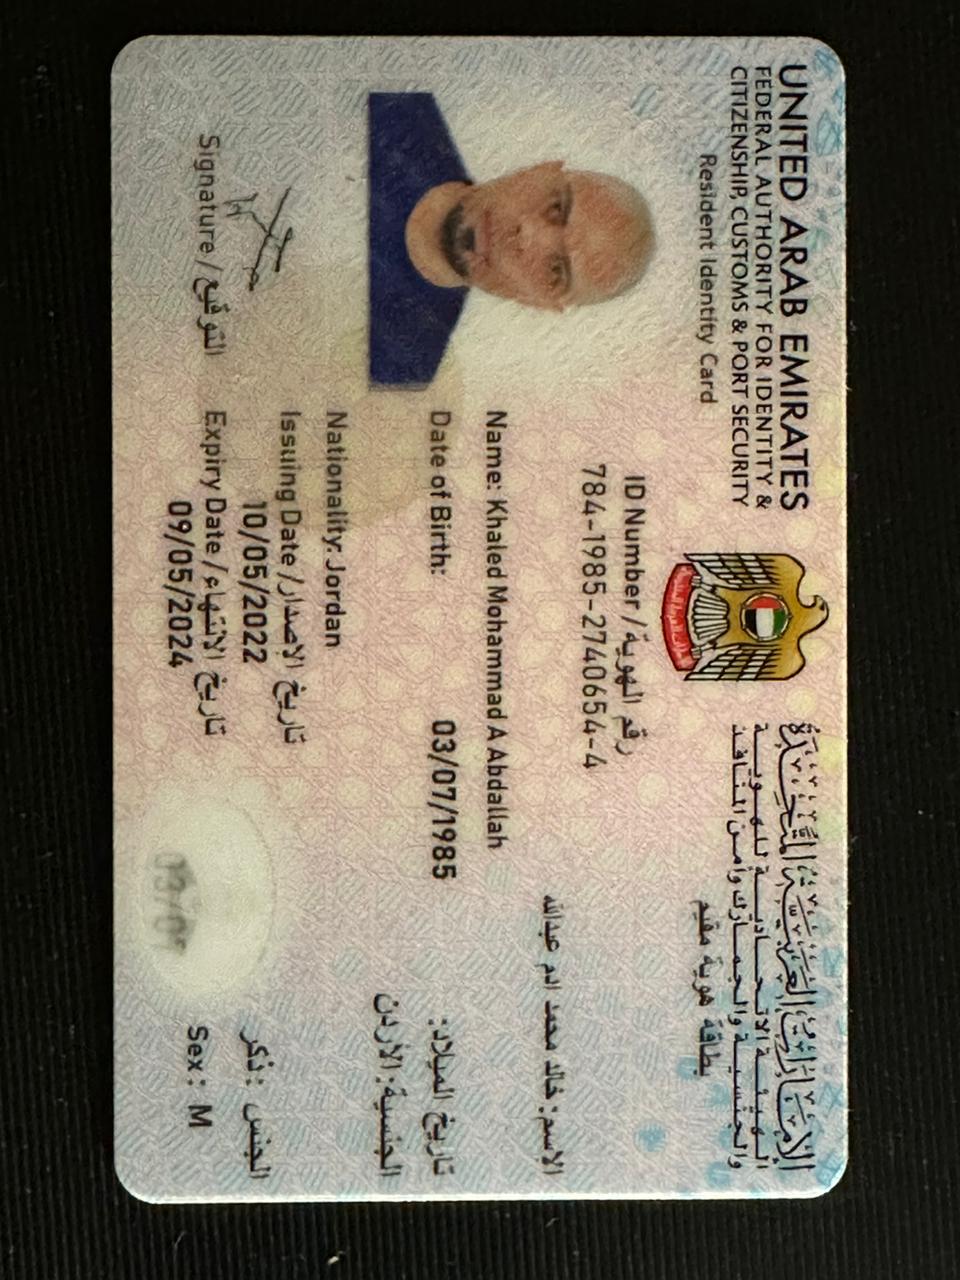 UNITED ARAB EMIRATES
الإمارات العربية المتحدة
FEDERAL AUTHORITY FOR IDENTITY &
الهيئة الاتحادية للهوية
CITIZENSHIP, CUSTOMS & PORT SECURITY
والجنسية والجمارك وأمن المنافذ
Resident Identity Card
بطاقة هوية مقيم
ID Number / رقم الهوية
784-1985-2740654-4
الاسم: خالد محمد ادم عبدالله
Name: Khaled Mohammad A Abdallah
Date of Birth: 03/07/1985 تاريخ الميلاد:
الجنسية: الأردن
Nationality: Jordan
Issuing Date / تاريخ الإصدار
10/05/2022
الجنس: ذكر
Expiry Date / تاريخ الانتهاء
09/05/2024
Sex: M
Signature / التوقيع